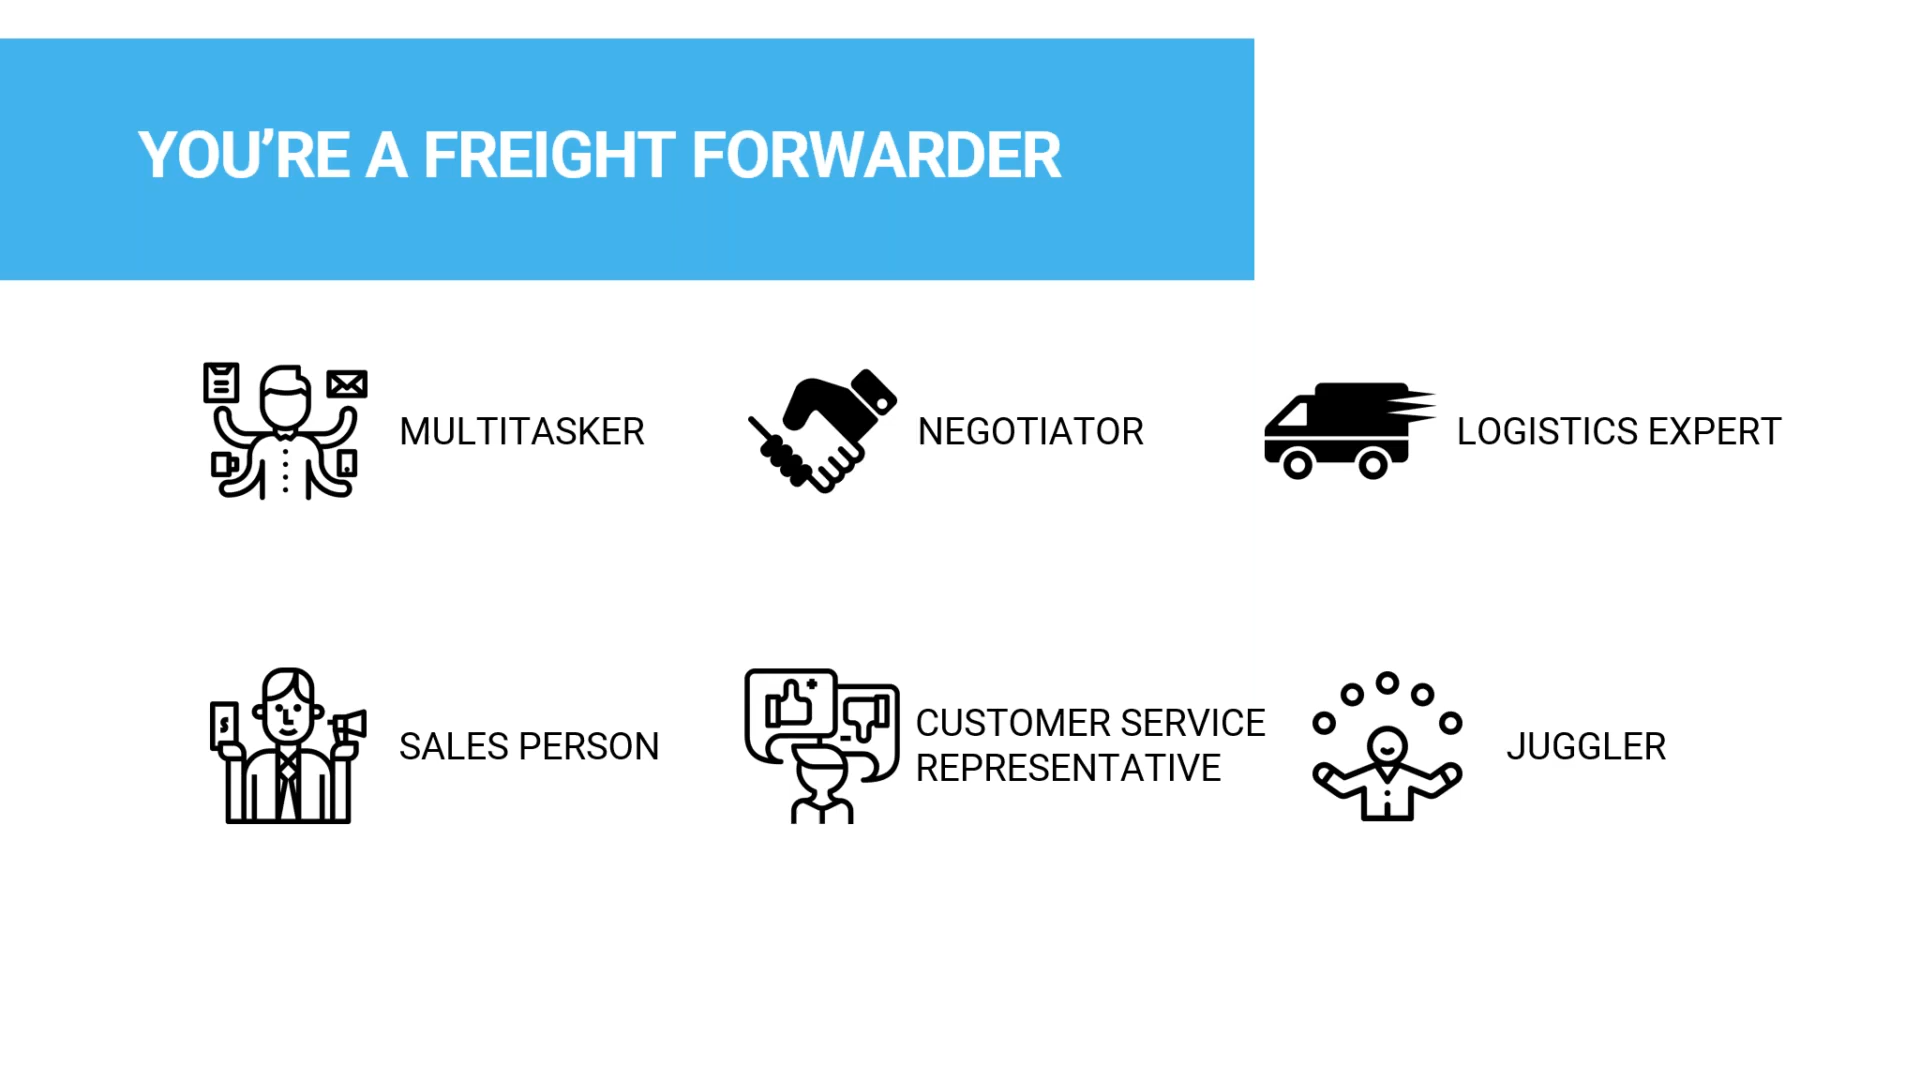 YOU’RE A FREIGHT FORWARDER
MULTITASKER
NEGOTIATOR
LOGISTICS EXPERT
SALES PERSON
CUSTOMER SERVICE
REPRESENTATIVE
JUGGLER